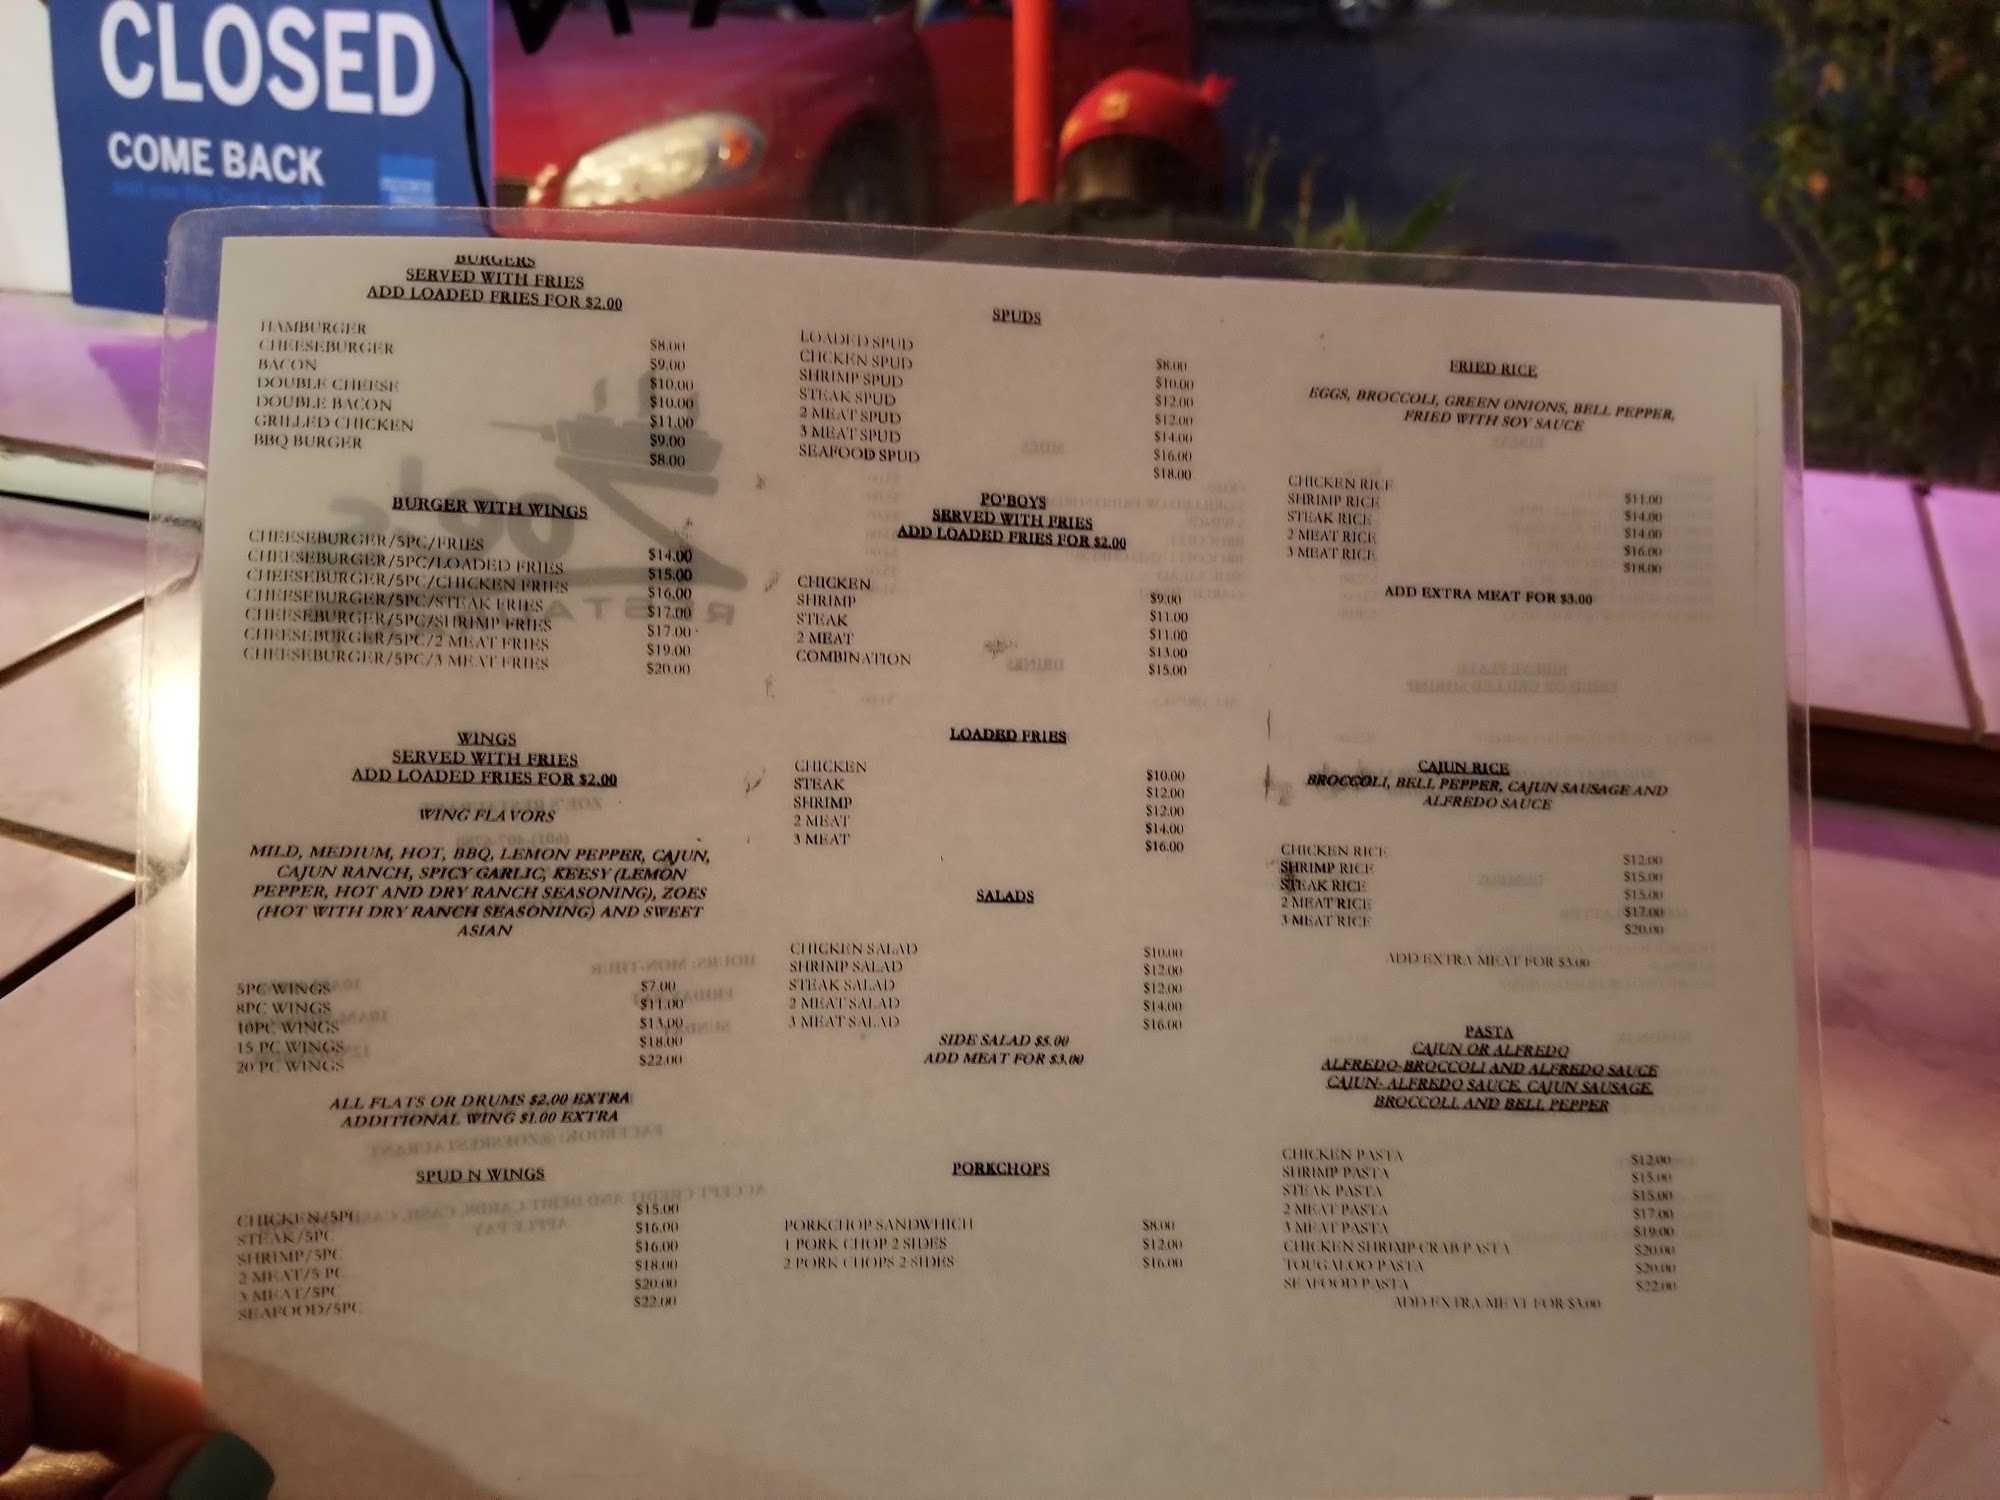 CLOSED
COME BACK
BURGERS
SERVED WITH FRIES
ADD LOADED FRIES FOR $2.00
HAMBURGER $8.00
CHEESEBURGER $9.00
BACON $10.00
DOUBLE CHEESE $10.00
DOUBLE BACON $11.00
GRILLED CHICKEN $9.00
BBQ BURGER $8.00
BURGER WITH WINGS
CHEESEBURGER/5PC/FRIES $14.00
CHEESEBURGER/5PC/LOADED FRIES $15.00
CHEESEBURGER/5PC/CHICKEN FRIES $16.00
CHEESEBURGER/5PC/STEAK FRIES $17.00
CHEESEBURGER/5PC/SHRIMP FRIES $17.00
CHEESEBURGER/5PC/2 MEAT FRIES $19.00
CHEESEBURGER/5PC/3 MEAT FRIES $20.00
WINGS
SERVED WITH FRIES
ADD LOADED FRIES FOR $2.00
WING FLAVORS
MILD, MEDIUM, HOT, BBQ, LEMON PEPPER, CAJUN,
CAJUN RANCH, SPICY GARLIC, KEESY (LEMON
PEPPER, HOT AND DRY RANCH SEASONING), ZOES
(HOT WITH DRY RANCH SEASONING) AND SWEET
ASIAN
5PC WINGS $7.00
8PC WINGS $11.00
10PC WINGS $13.00
15 PC WINGS $18.00
20 PC WINGS $22.00
ALL FLATS OR DRUMS $2.00 EXTRA
ADDITIONAL WING $1.00 EXTRA
SPUD N WINGS
CHICKEN/5PC $15.00
STEAK/5PC $16.00
SHRIMP/5PC $16.00
2 MEAT/5 PC $18.00
3 MEAT/5PC $20.00
SEAFOOD/5PC $22.00
SPUDS
LOADED SPUD $8.00
CHCKEN SPUD $10.00
SHRIMP SPUD $12.00
STEAK SPUD $12.00
2 MEAT SPUD $14.00
3 MEAT SPUD $16.00
SEAFOOD SPUD $18.00
PO'BOYS
SERVED WITH FRIES
ADD LOADED FRIES FOR $2.00
CHICKEN $9.00
SHRIMP $11.00
STEAK $11.00
2 MEAT $13.00
COMBINATION $15.00
LOADED FRIES
CHICKEN $10.00
STEAK $12.00
SHRIMP $12.00
2 MEAT $14.00
3 MEAT $16.00
SALADS
CHICKEN SALAD $10.00
SHRIMP SALAD $12.00
STEAK SALAD $12.00
2 MEAT SALAD $14.00
3 MEAT SALAD $16.00
SIDE SALAD $5.00
ADD MEAT FOR $3.00
PORKCHOPS
PORKCHOP SANDWHICH $8.00
1 PORK CHOP 2 SIDES $12.00
2 PORK CHOPS 2 SIDES $16.00
FRIED RICE
EGGS, BROCCOLI, GREEN ONIONS, BELL PEPPER,
FRIED WITH SOY SAUCE
CHICKEN RICE $11.00
SHRIMP RICE $14.00
STEAK RICE $14.00
2 MEAT RICE $16.00
3 MEAT RICE $18.00
ADD EXTRA MEAT FOR $3.00
CAJUN RICE
BROCCOLI, BELL PEPPER, CAJUN SAUSAGE AND
ALFREDO SAUCE
CHICKEN RICE $12.00
SHRIMP RICE $15.00
STEAK RICE $15.00
2 MEAT RICE $17.00
3 MEAT RICE $20.00
ADD EXTRA MEAT FOR $3.00
PASTA
CAJUN OR ALFREDO
ALFREDO-BROCCOLI AND ALFREDO SAUCE
CAJUN- ALFREDO SAUCE, CAJUN SAUSAGE,
BROCCOLI, AND BELL PEPPER
CHICKEN PASTA $12.00
SHRIMP PASTA $15.00
STEAK PASTA $15.00
2 MEAT PASTA $17.00
3 MEAT PASTA $19.00
CHICKEN SHRIMP CRAB PASTA $20.00
TOUGALOO PASTA $20.00
SEAFOOD PASTA $22.00
ADD EXTRA MEAT FOR $3.00